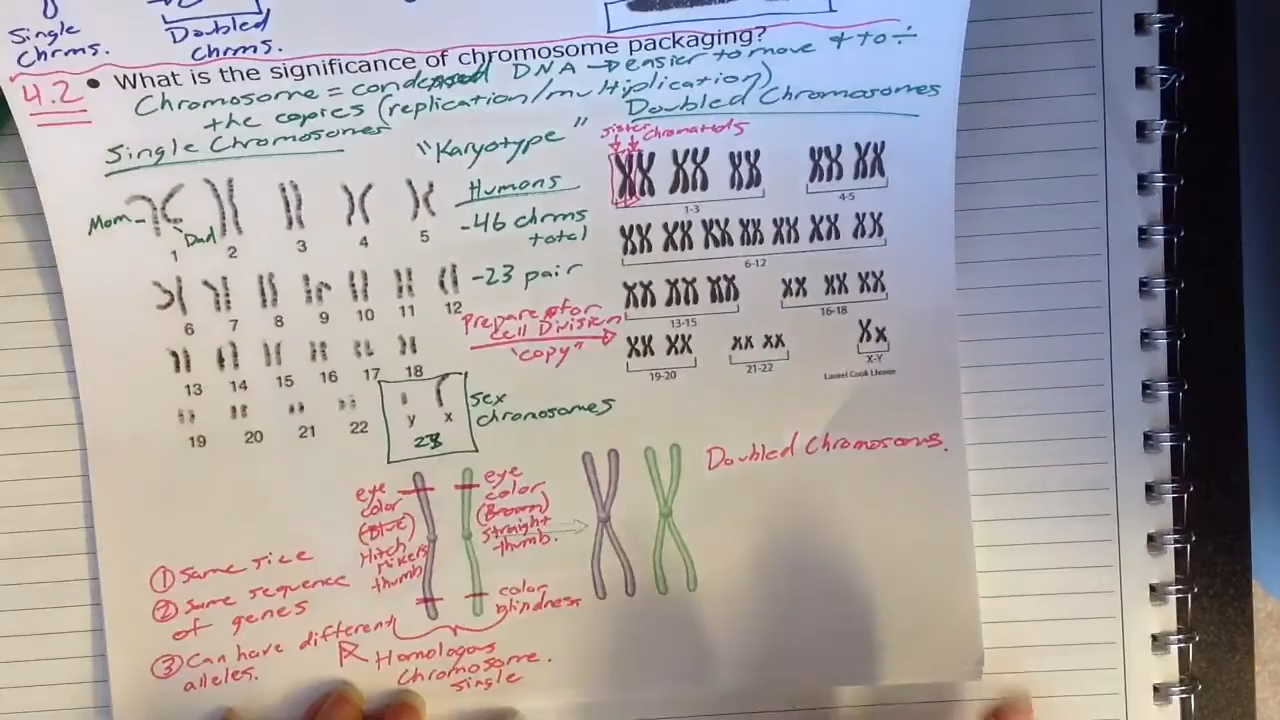 Single
Chrms.
Doubled
Chrms.
4.2 • What is the significance of chromosome packaging?
Chromosome = condensed DNA → easier to move & to ÷
the copies (replication/multiplication)
Single Chromosomes
"Karyotype"
Doubled Chromosomes
Sister Chromatids
Mom-
Dad
1 2 3 4 5
Humans
-46 chrms
total
1-3 4-5
6 7 8 9 10 11 12
-23 pair
6-12
Prepare for
Cell Division
"copy"
13-15 16-18
13 14 15 16 17 18
19-20 21-22 X-Y
y x
23
Sex
chromosomes
19 20 21 22
Doubled Chromosoms.
eye
color
(Blue)
Hitch
Hikers
thumb
eye
color
(Brown)
Straight
thumb.
color
blindness
① Same size
② Same sequence
of genes
③ Can have different
alleles.
Homologous
Chromosome.
single